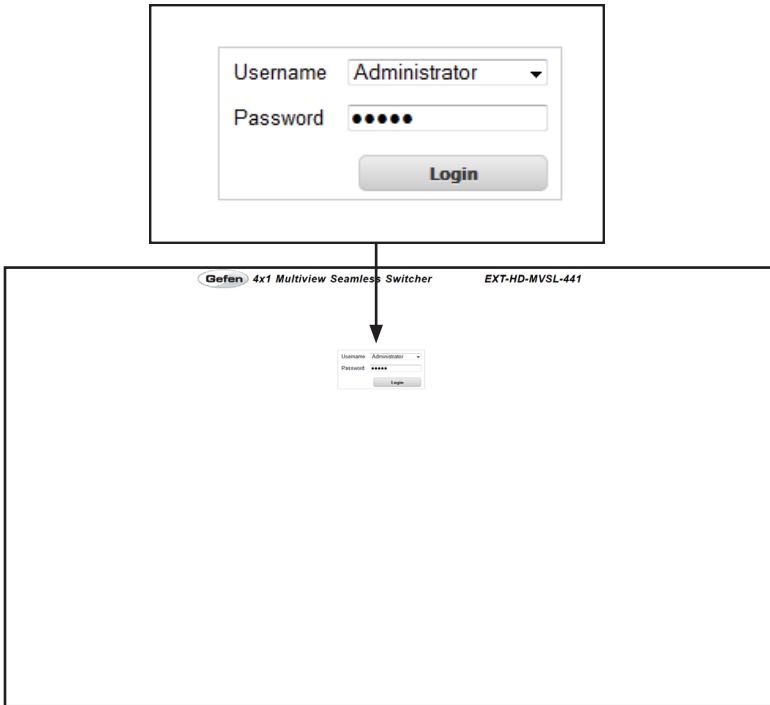 Username Administrator
Password •••••
Login
Gefen 4x1 Multiview Seamless Switcher EXT-HD-MVSL-441
Username Administrator
Password •••••
Login